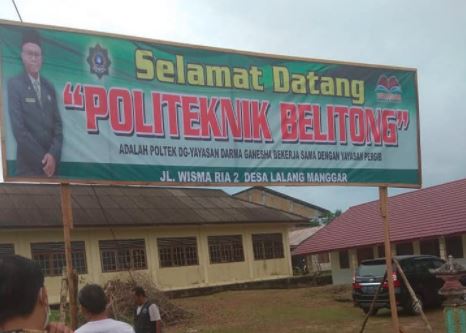 Selamat Datang
"POLITEKNIK BELITONG"
ADALAH POLTEK DG-YAYASAN DARMA GANESHA BEKERJA SAMA DENGAN YAYASAN PERGIB
JL. WISMA RIA 2 DESA LALANG MANGGAR